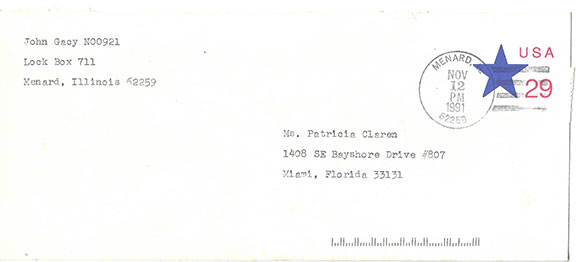 John Gacy N00921
Lock Box 711
Menard, Illinois 62259
MENARD, I
NOV
12
PM
1991
62259
USA
29
Ms. Patricia Claren
1408 SE Bayshore Drive #807
Miami, Florida 33131